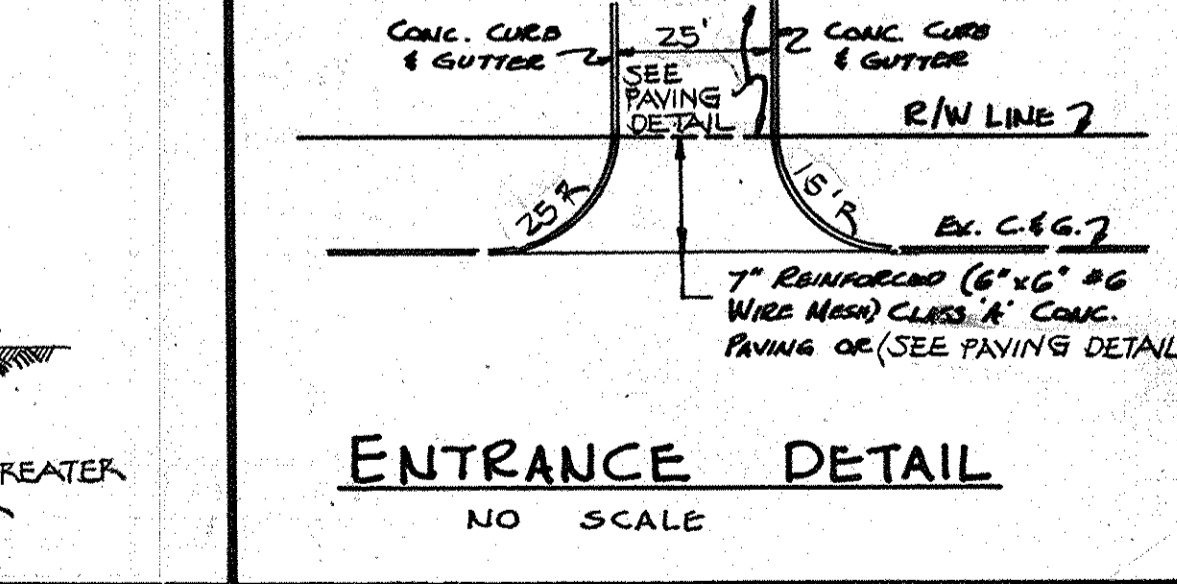 CONC. CURB
& GUTTER
25'
CONC. CURB
& GUTTER
SEE
PAVING
DETAIL
R/W LINE
25'R
15'R
EX. C.&G.
7" REINFORCED (6"x6" #6
WIRE MESH) CLASS 'A' CONC.
PAVING OR (SEE PAVING DETAIL
REATER
ENTRANCE DETAIL
NO SCALE